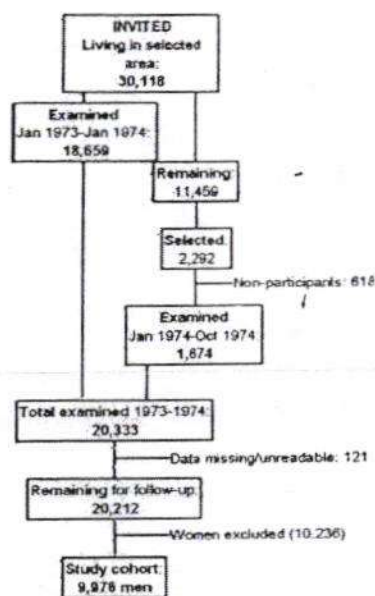 INVITED
Living in selected
area:
30,118
Examined
Jan 1973-Jan 1974:
18,659
Remaining:
11,459
Selected:
2,292
Non-participants: 618
Examined
Jan 1974-Oct 1974
1,674
Total examined 1973-1974:
20,333
Data missing/unreadable: 121
Remaining for follow-up:
20,212
Women excluded (10.236)
Study cohort:
9,976 men